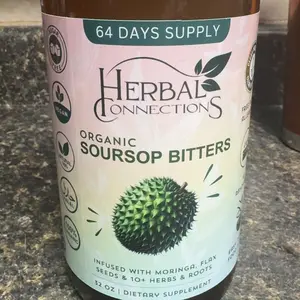 64 DAYS SUPPLY
HERBAL
CONNECTIONS
ORGANIC
SOURSOP BITTERS
INFUSED WITH MORINGA, FLAX
SEEDS & 10+ HERBS & ROOTS
32 OZ | DIETARY SUPPLEMENT